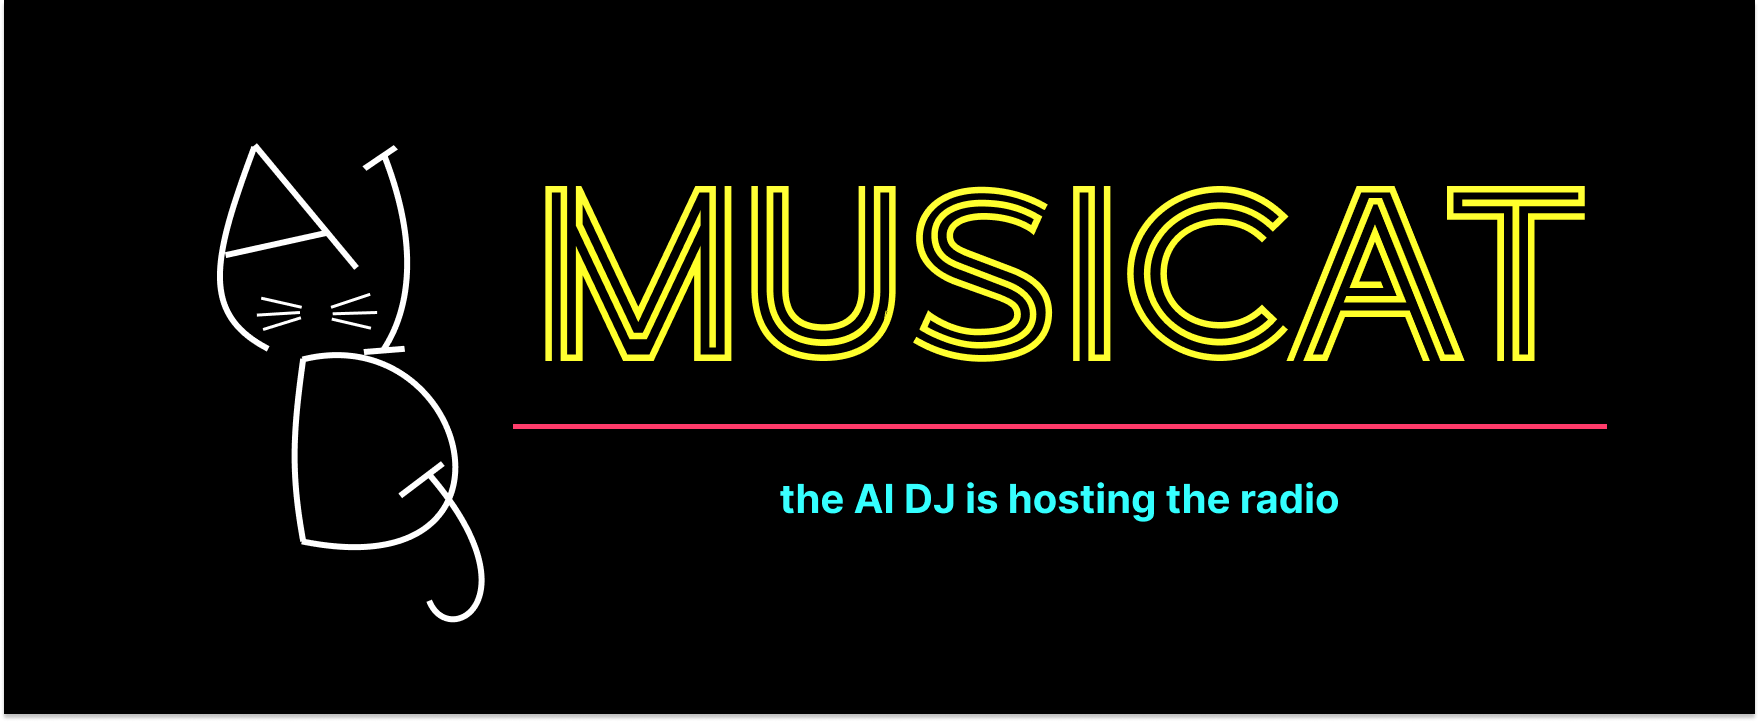 MUSICAT
the AI DJ is hosting the radio